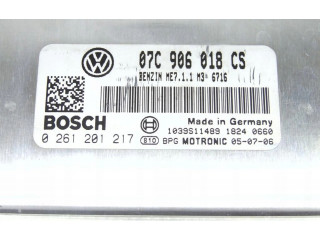 07C 906 018 CS
BENZIN ME7.1.1 M3* 6716
BOSCH
Made in Germany
1039S11489 1824 0660
0 261 201 217
810 BPG MOTRONIC 05-07-06